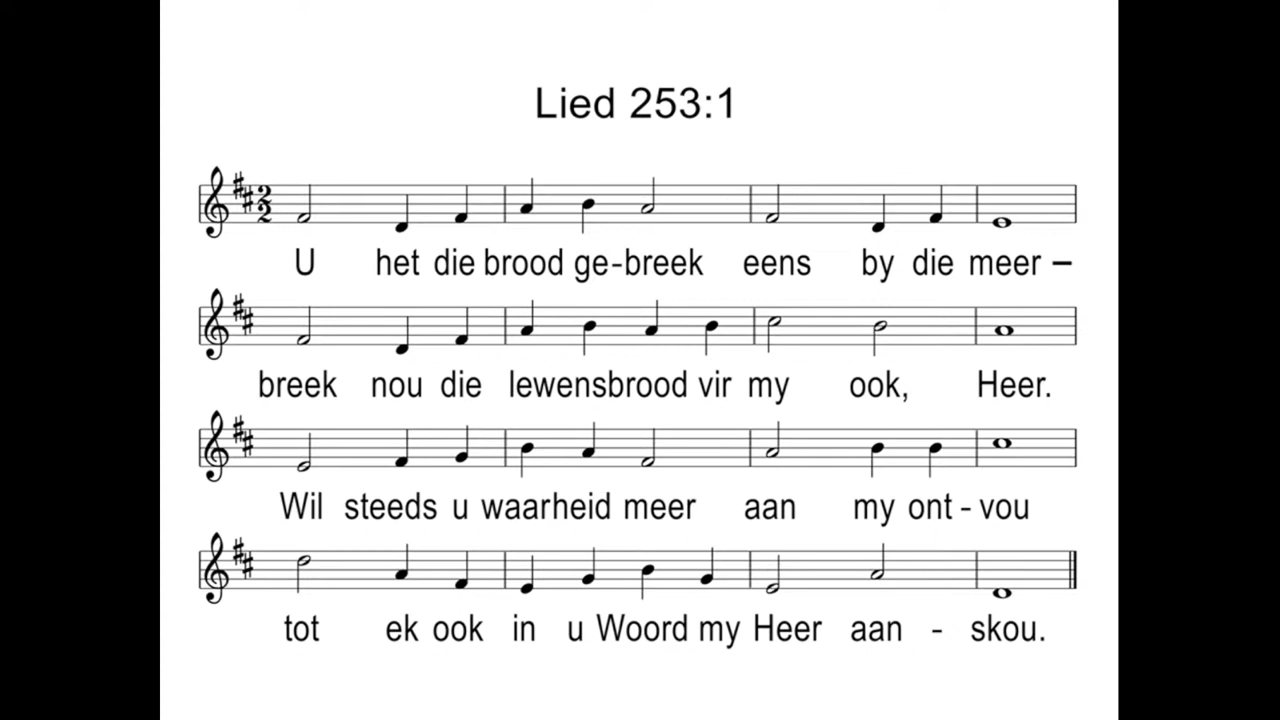 Lied 253:1
U het die brood ge-breek eens by die meer –
breek nou die lewensbrood vir my ook, Heer.
Wil steeds u waarheid meer aan my ont-vou
tot ek ook in u Woord my Heer aan-skou.